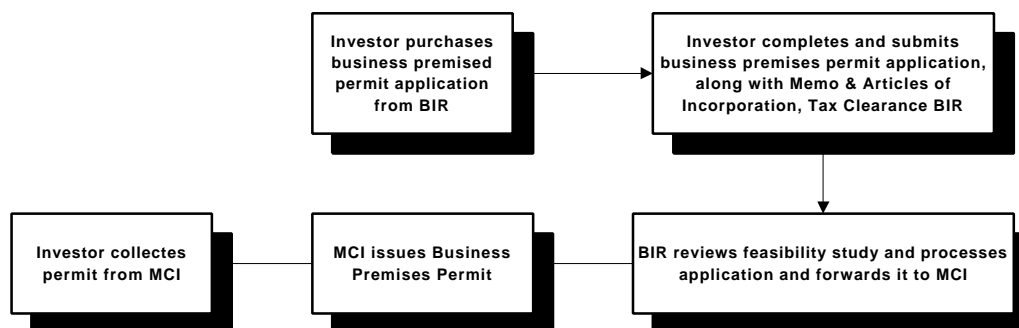 Investor purchases
business premised
permit application
from BIR
Investor completes and submits
business premises permit application,
along with Memo & Articles of
Incorporation, Tax Clearance BIR
BIR reviews feasibility study and processes
application and forwards it to MCI
MCI issues Business
Premises Permit
Investor collectes
permit from MCI